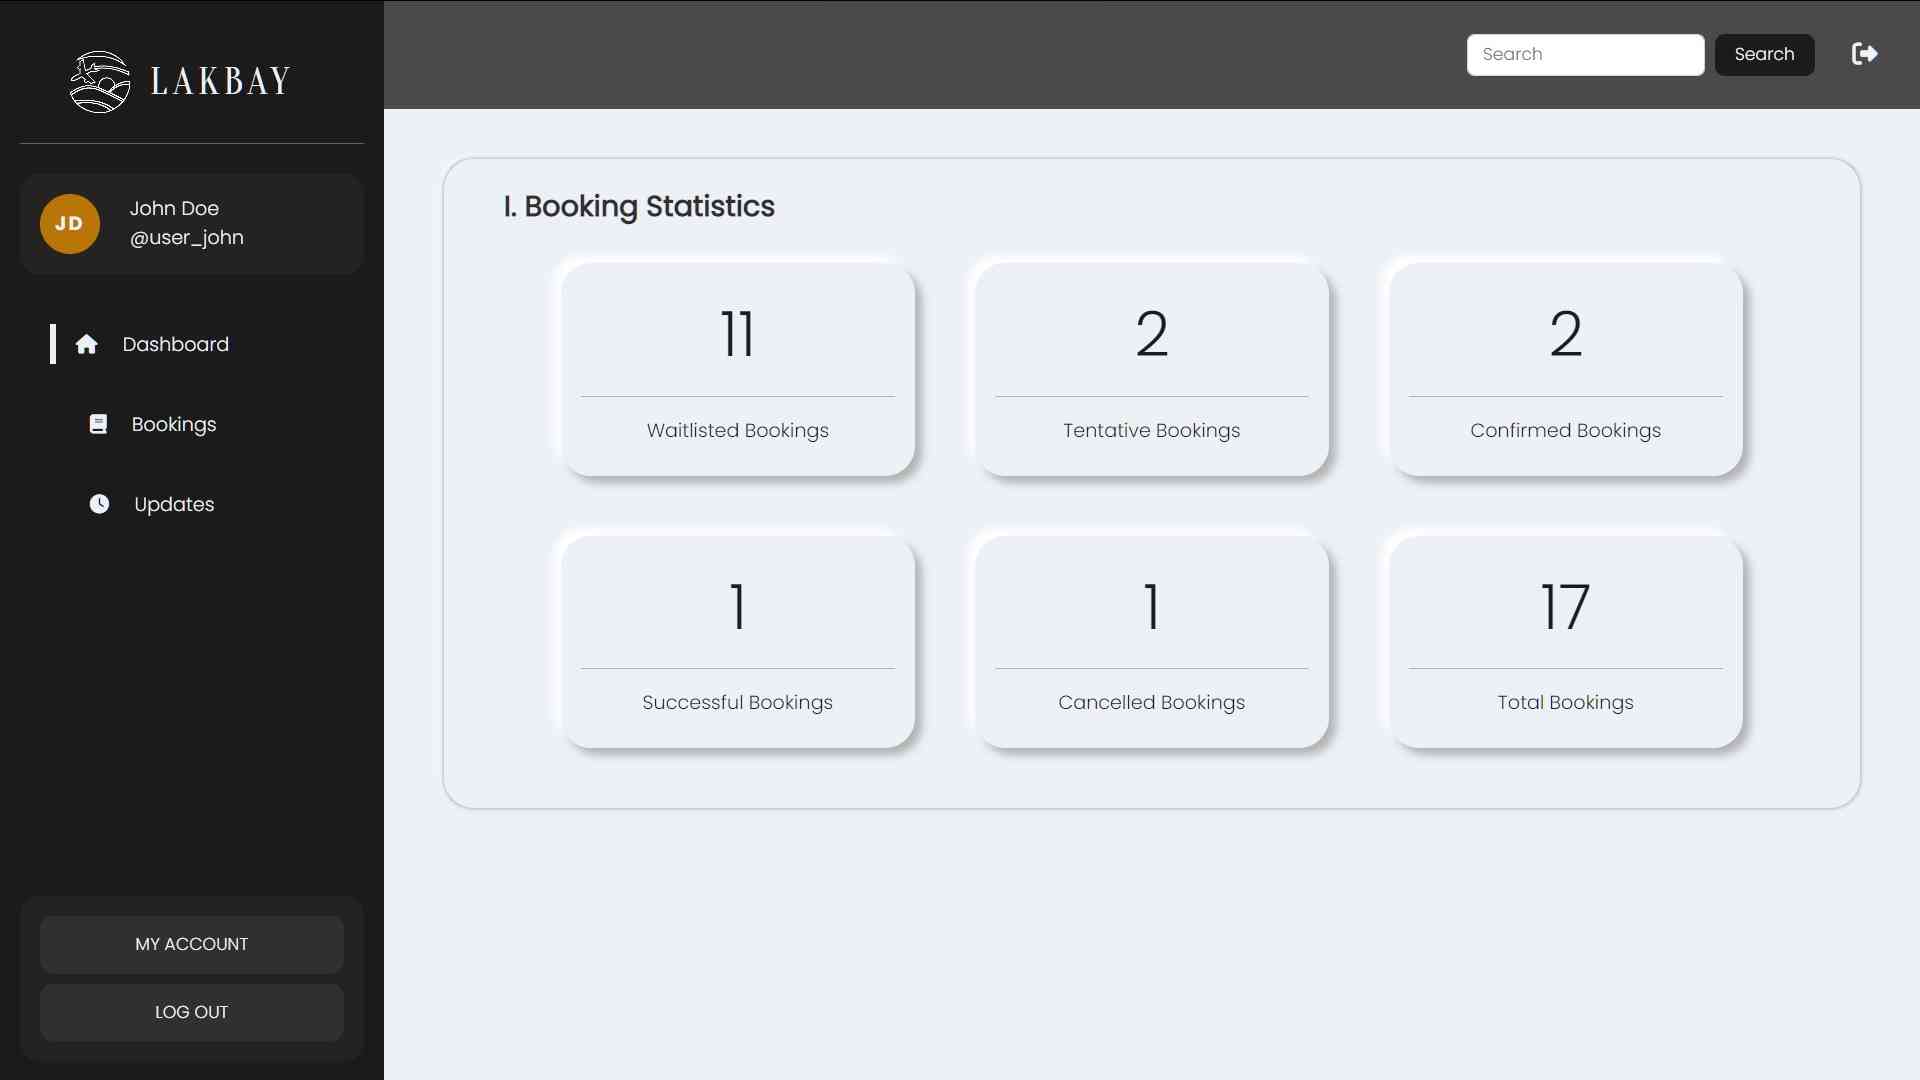 LAKBAY
JD
John Doe
@user_john
Dashboard
Bookings
Updates
MY ACCOUNT
LOG OUT
Search
Search
I. Booking Statistics
11
Waitlisted Bookings
2
Tentative Bookings
2
Confirmed Bookings
1
Successful Bookings
1
Cancelled Bookings
17
Total Bookings